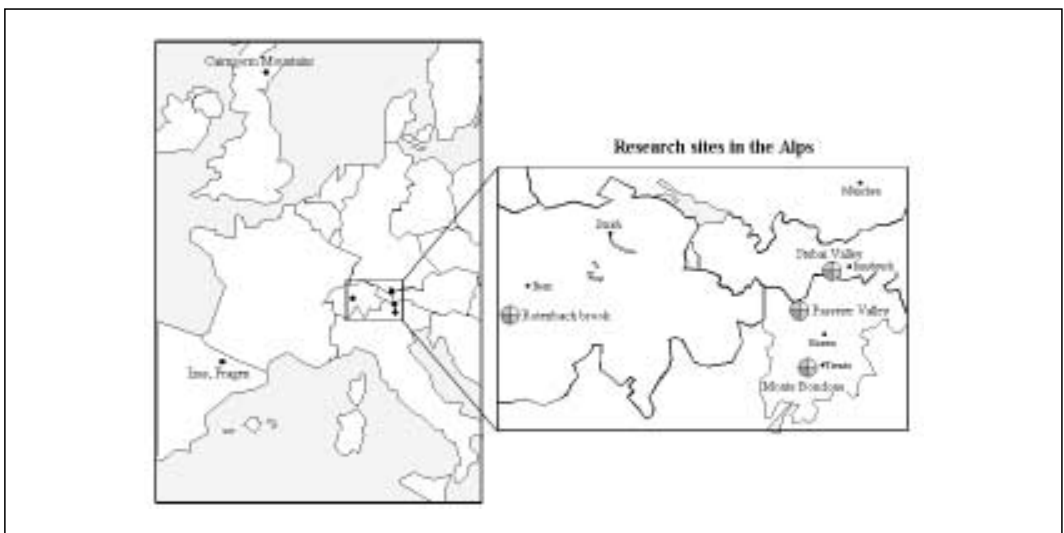 Cairngorm Mountains
Research sites in the Alps
München
Zürich
Stubai Valley
Innsbruck
Bern
Rotenbach brook
Passeier Valley
Trento
Monte Bondone